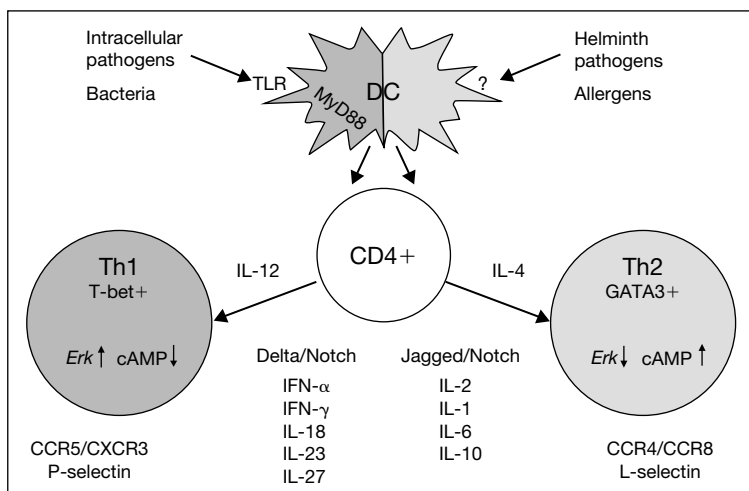 Intracellular
pathogens
Bacteria
TLR
MyD88
DC
?
Helminth
pathogens
Allergens
CD4+
IL-12
IL-4
Th1
T-bet+
Erk ↑ cAMP ↓
Th2
GATA3+
Erk ↓ cAMP ↑
Delta/Notch
IFN-α
IFN-γ
IL-18
IL-23
IL-27
Jagged/Notch
IL-2
IL-1
IL-6
IL-10
CCR5/CXCR3
P-selectin
CCR4/CCR8
L-selectin